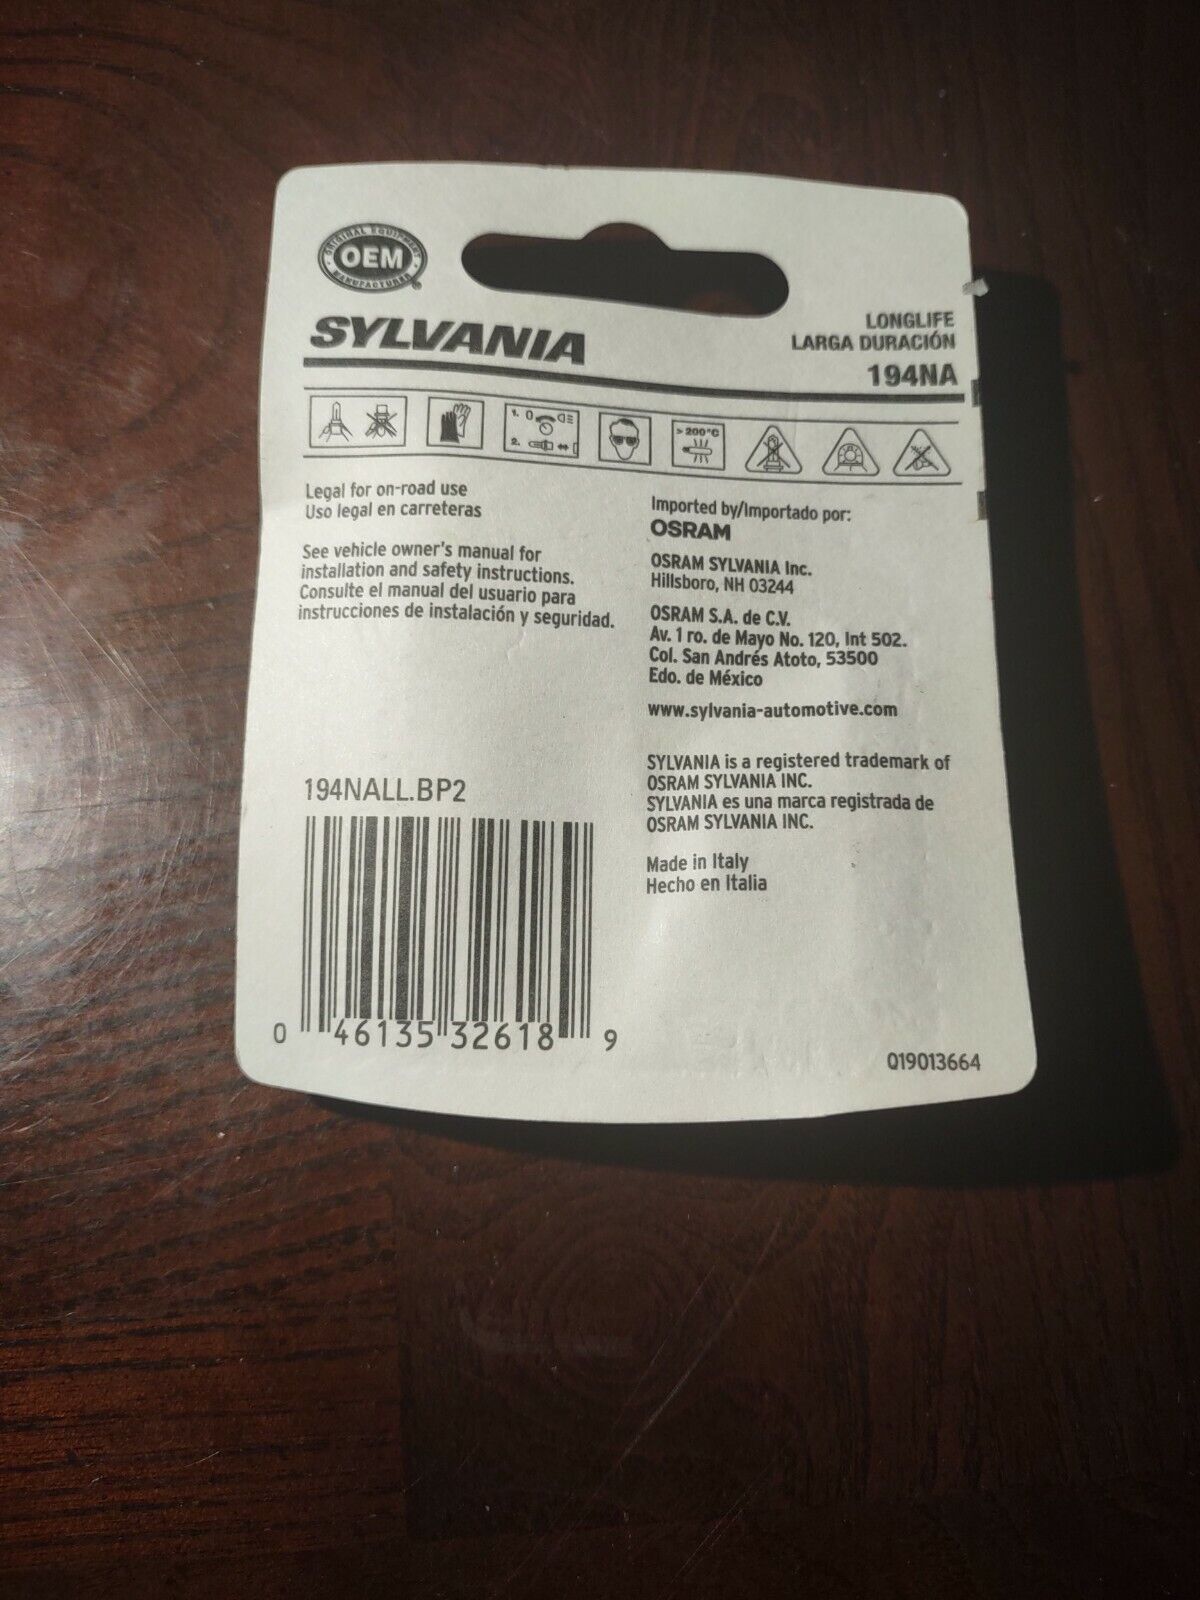 ORIGINAL EQUIPMENT
OEM
MANUFACTURER
SYLVANIA
LONGLIFE
LARGA DURACIÓN
194NA
1. 0
2.
>200°C
Legal for on-road use
Uso legal en carreteras
See vehicle owner's manual for
installation and safety instructions.
Consulte el manual del usuario para
instrucciones de instalación y seguridad.
194NALL.BP2
0 46135 32618 9
Imported by/Importado por:
OSRAM
OSRAM SYLVANIA Inc.
Hillsboro, NH 03244
OSRAM S.A. de C.V.
Av. 1 ro. de Mayo No. 120, Int 502.
Col. San Andrés Atoto, 53500
Edo. de México
www.sylvania-automotive.com
SYLVANIA is a registered trademark of
OSRAM SYLVANIA INC.
SYLVANIA es una marca registrada de
OSRAM SYLVANIA INC.
Made in Italy
Hecho en Italia
Q19013664